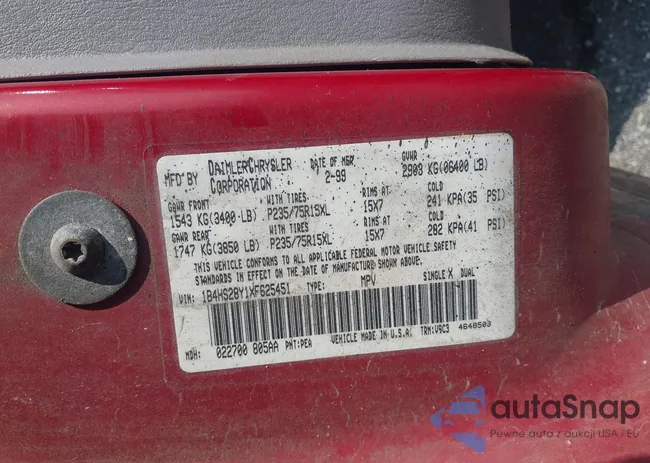 MFD BY DAIMLERCHRYSLER CORPORATION DATE OF MGR 2-99 GVWR 2903 KG(06400 LB)
GAWR FRONT WITH TIRES RIMS AT COLD
1543 KG(3400 LB) P235/75R15XL 15X7 241 KPA(35 PSI)
GAWR REAR WITH TIRES RIMS AT COLD
1747 KG(3850 LB) P235/75R15XL 15X7 282 KPA(41 PSI)
THIS VEHICLE CONFORMS TO ALL APPLICABLE FEDERAL MOTOR VEHICLE SAFETY
STANDARDS IN EFFECT ON THE DATE OF MANUFACTURE SHOWN ABOVE.
VIN: 1B4HS28Y1XF625451 TYPE: MPV SINGLE X DUAL
MDH: 022700 805AA PNT:PEA VEHICLE MADE IN U.S.A. TRM:V9C3 4648503
autaSnap
Pewne auta z aukcji USA i EU